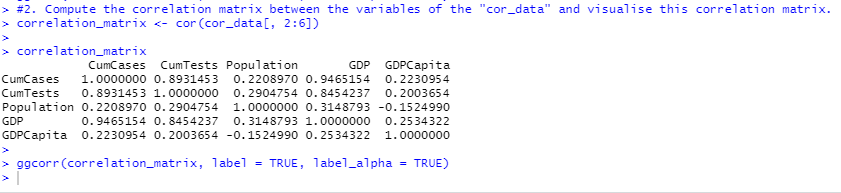 > #2. Compute the correlation matrix between the variables of the "cor_data" and visualise this correlation matrix.
> correlation_matrix <- cor(cor_data[, 2:6])
>
> correlation_matrix
CumCases CumTests Population GDP GDPCapita
CumCases 1.0000000 0.8931453 0.2208970 0.9465154 0.2230954
CumTests 0.8931453 1.0000000 0.2904754 0.8454237 0.2003654
Population 0.2208970 0.2904754 1.0000000 0.3148793 -0.1524990
GDP 0.9465154 0.8454237 0.3148793 1.0000000 0.2534322
GDPCapita 0.2230954 0.2003654 -0.1524990 0.2534322 1.0000000
>
> ggcorr(correlation_matrix, label = TRUE, label_alpha = TRUE)
>